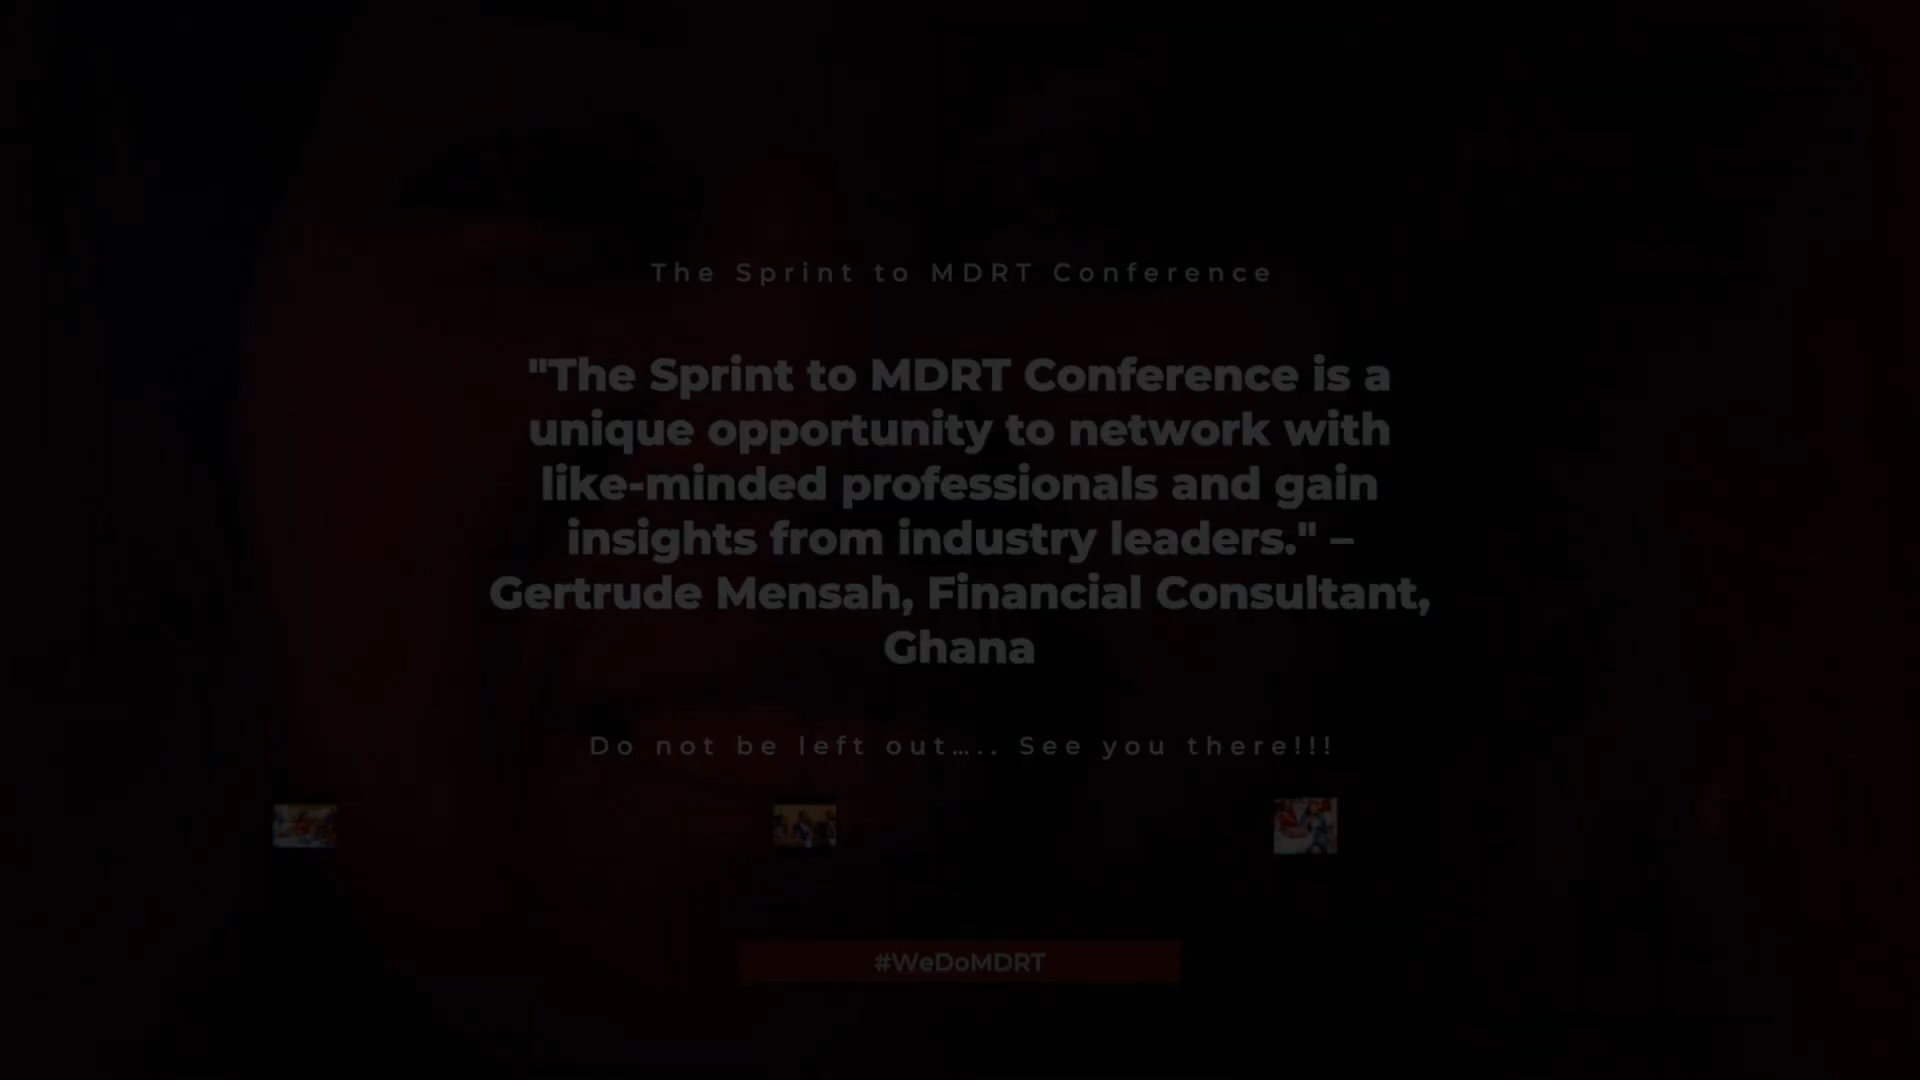 The Sprint to MDRT Conference
"The Sprint to MDRT Conference is a
unique opportunity to network with
like-minded professionals and gain
insights from industry leaders." –
Gertrude Mensah, Financial Consultant,
Ghana
Do not be left out….. See you there!!!
#WeDoMDRT